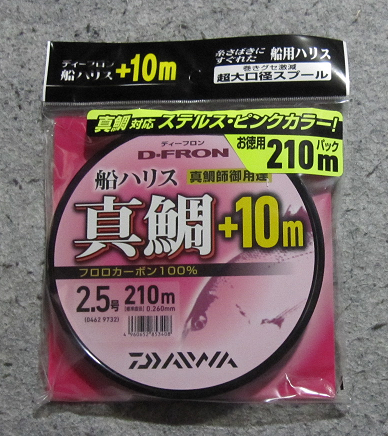 ディーフロン
船ハリス+10m
糸さばきに
すぐれた
船用ハリス
巻きグセ激減
超大口径スプール
真鯛対応 ステルス・ピンクカラー!
お徳用
210m
パック
ディーフロン
D-FRON
船ハリス 真鯛師御用達
真鯛+10m
フロロカーボン100%
2.5号 210m
(0462 9732) 0.260mm
4960652853408
DAIWA